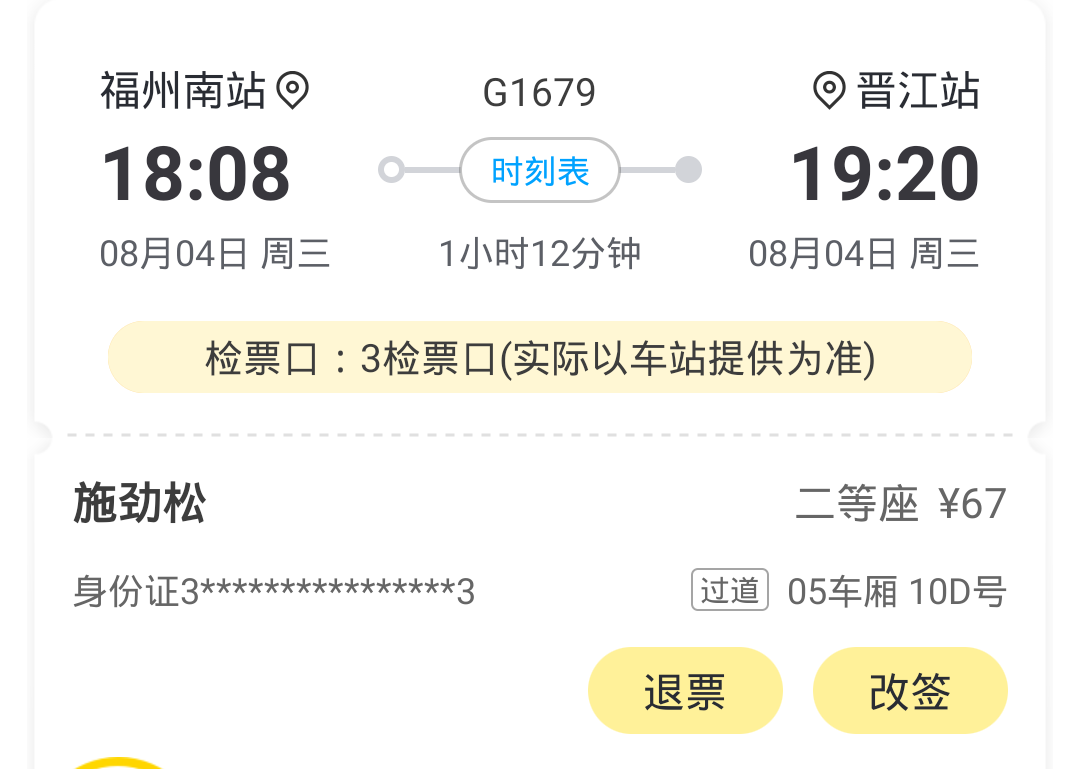 福州南站 G1679 晋江站
18:08 时刻表 19:20
08月04日 周三 1小时12分钟 08月04日 周三
检票口：3检票口(实际以车站提供为准)
施劲松 二等座 ¥67
身份证3****************3 过道 05车厢 10D号
退票 改签